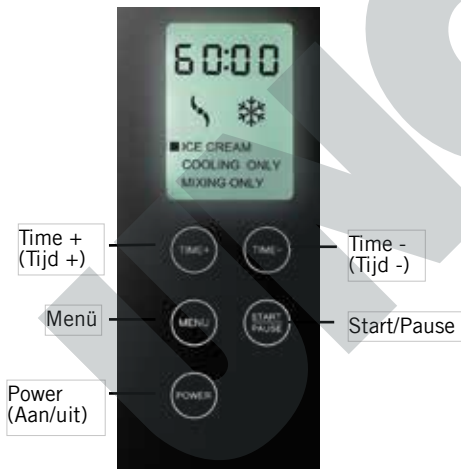 60:00
ICE CREAM
COOLING ONLY
MIXING ONLY
Time +
(Tijd +)
TIME+
TIME-
Time -
(Tijd -)
Menü
MENU
START
PAUSE
Start/Pause
Power
(Aan/uit)
POWER